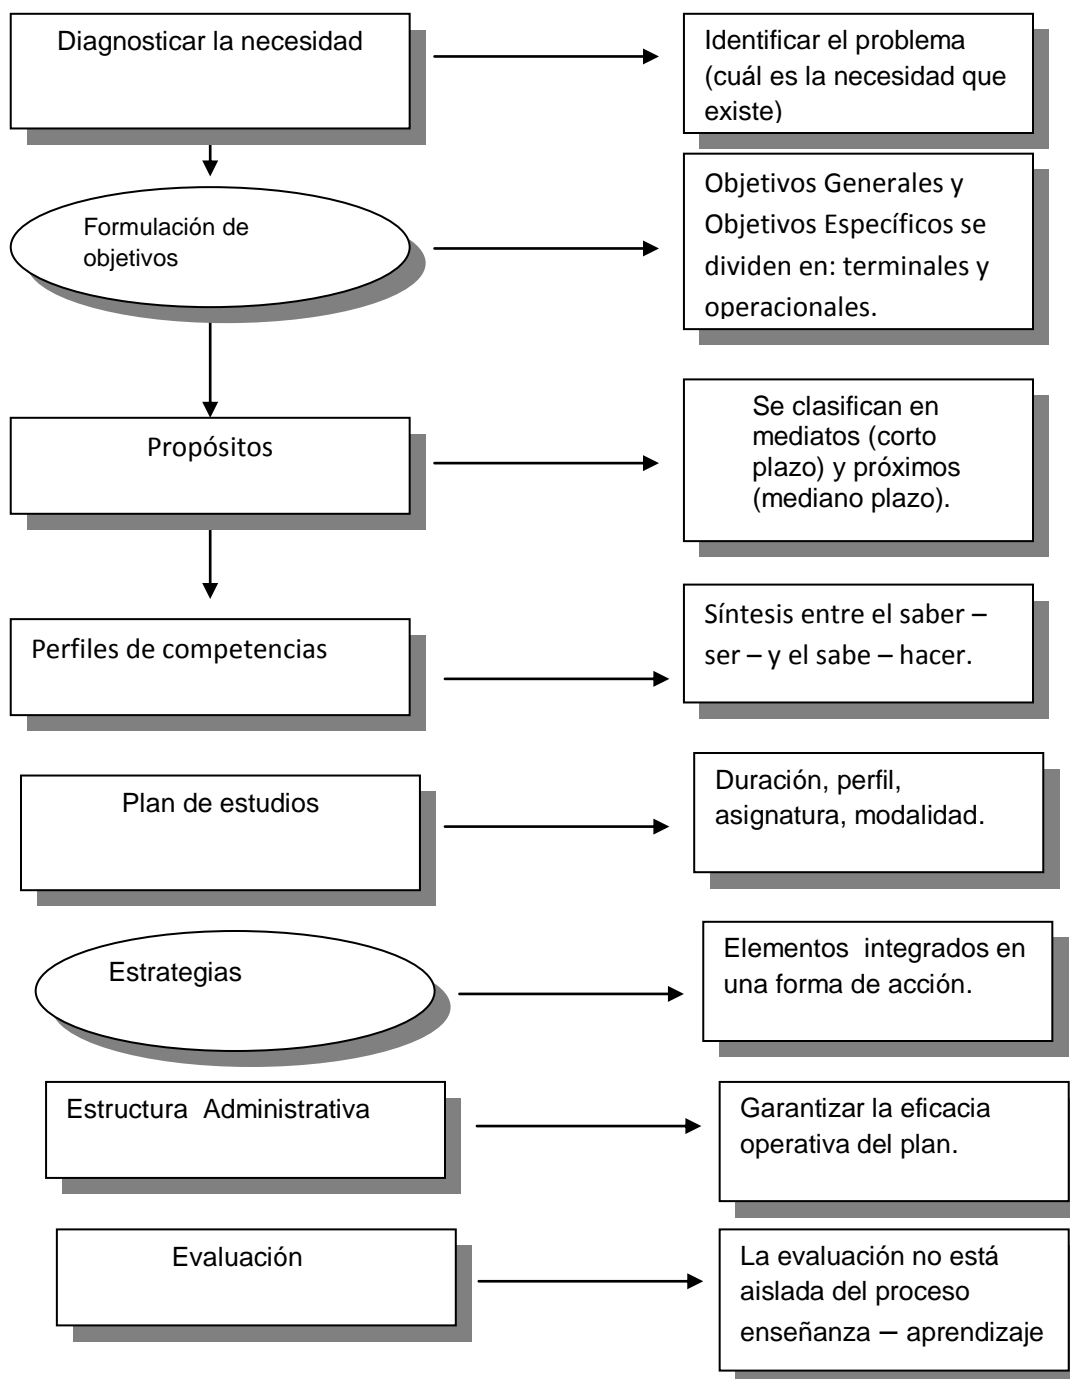 Diagnosticar la necesidad
Identificar el problema
(cuál es la necesidad que
existe)
Formulación de
objetivos
Objetivos Generales y
Objetivos Específicos se
dividen en: terminales y
operacionales.
Propósitos
Se clasifican en
mediatos (corto
plazo) y próximos
(mediano plazo).
Perfiles de competencias
Síntesis entre el saber –
ser – y el sabe – hacer.
Plan de estudios
Duración, perfil,
asignatura, modalidad.
Estrategias
Elementos  integrados en
una forma de acción.
Estructura  Administrativa
Garantizar la eficacia
operativa del plan.
Evaluación
La evaluación no está
aislada del proceso
enseñanza – aprendizaje